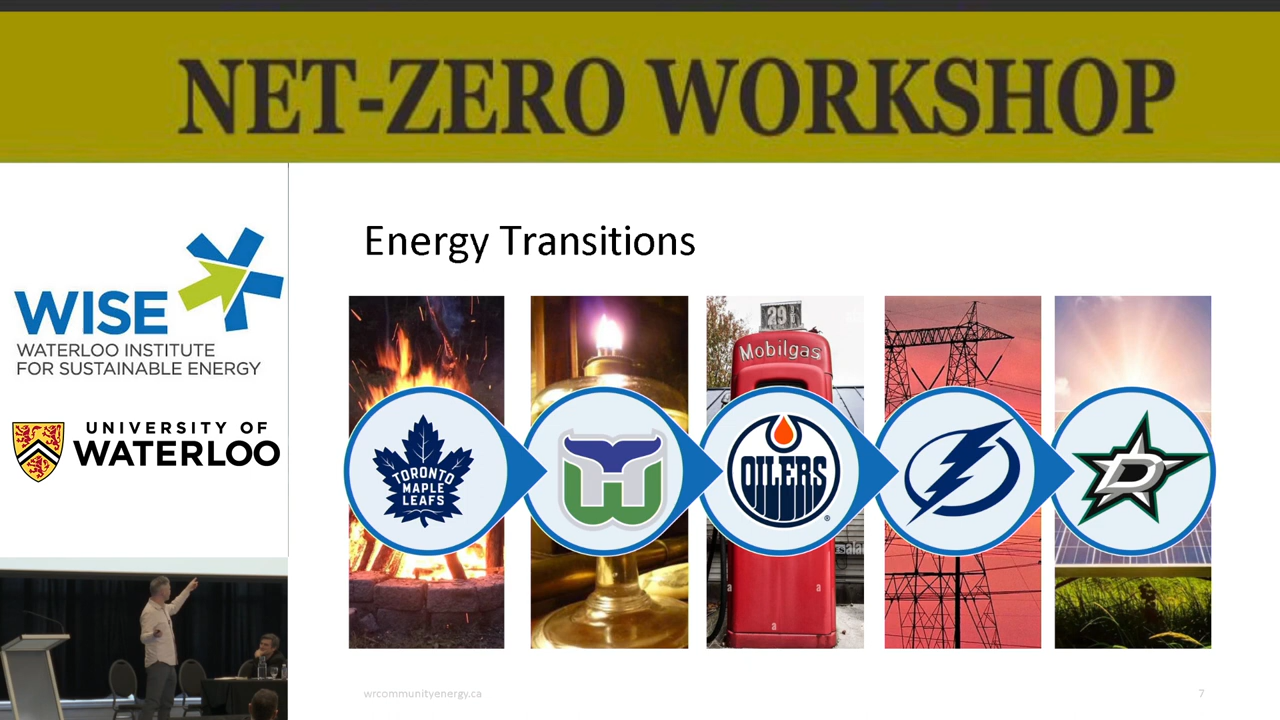 NET-ZERO WORKSHOP
WISE
WATERLOO INSTITUTE
FOR SUSTAINABLE ENERGY
UNIVERSITY OF
WATERLOO
Energy Transitions
29
Mobilgas
TORONTO
MAPLE
LEAFS
OILERS
D
wrcommunityenergy.ca
7